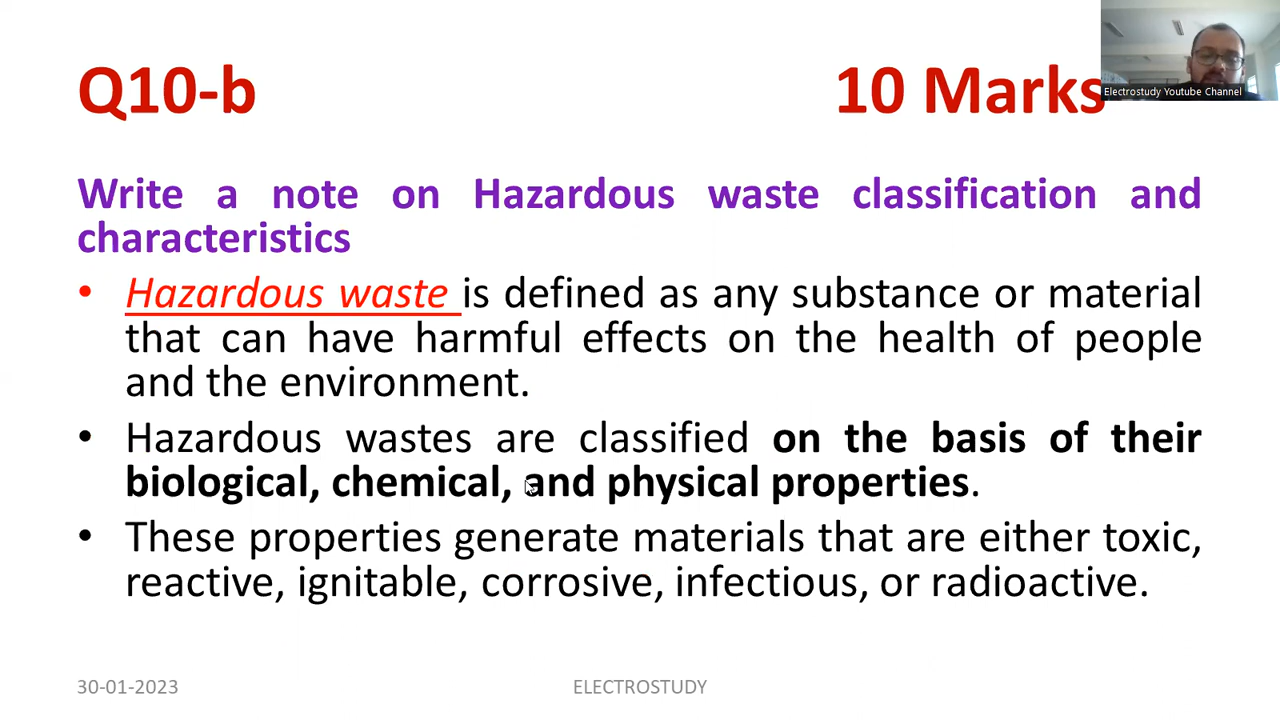 Q10-b
10 Marks
Electrostudy Youtube Channel
Write a note on Hazardous waste classification and
characteristics
• Hazardous waste is defined as any substance or material
that can have harmful effects on the health of people
and the environment.
• Hazardous wastes are classified on the basis of their
biological, chemical, and physical properties.
• These properties generate materials that are either toxic,
reactive, ignitable, corrosive, infectious, or radioactive.
30-01-2023
ELECTROSTUDY